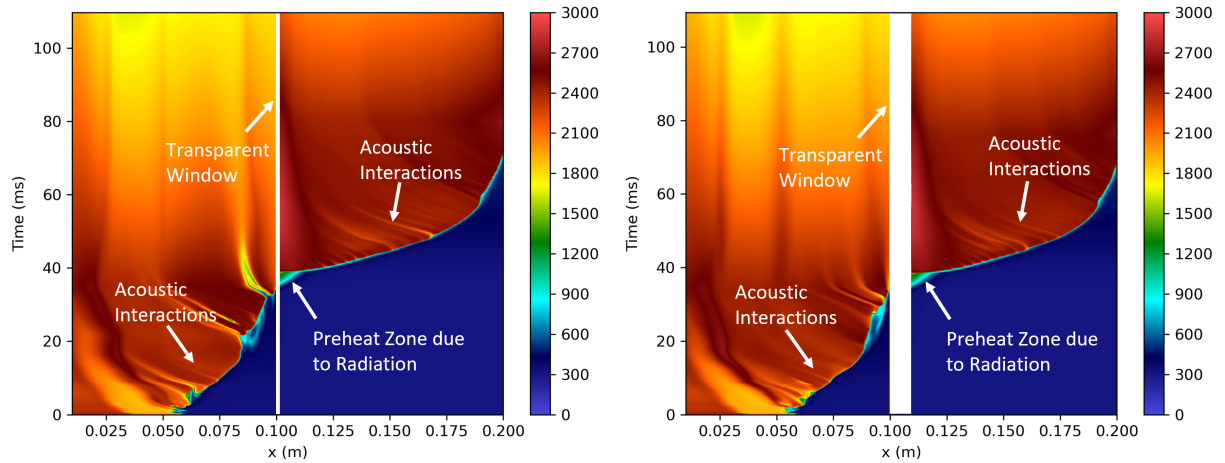 3000
2700
2400
2100
1800
1500
1200
900
600
300
0
100
80
60
40
20
0
Time (ms)
0.025 0.050 0.075 0.100 0.125 0.150 0.175 0.200
x (m)
Transparent
Window
Acoustic
Interactions
Acoustic
Interactions
Preheat Zone due
to Radiation
3000
2700
2400
2100
1800
1500
1200
900
600
300
0
100
80
60
40
20
0
Time (ms)
0.025 0.050 0.075 0.100 0.125 0.150 0.175 0.200
x (m)
Transparent
Window
Acoustic
Interactions
Acoustic
Interactions
Preheat Zone due
to Radiation